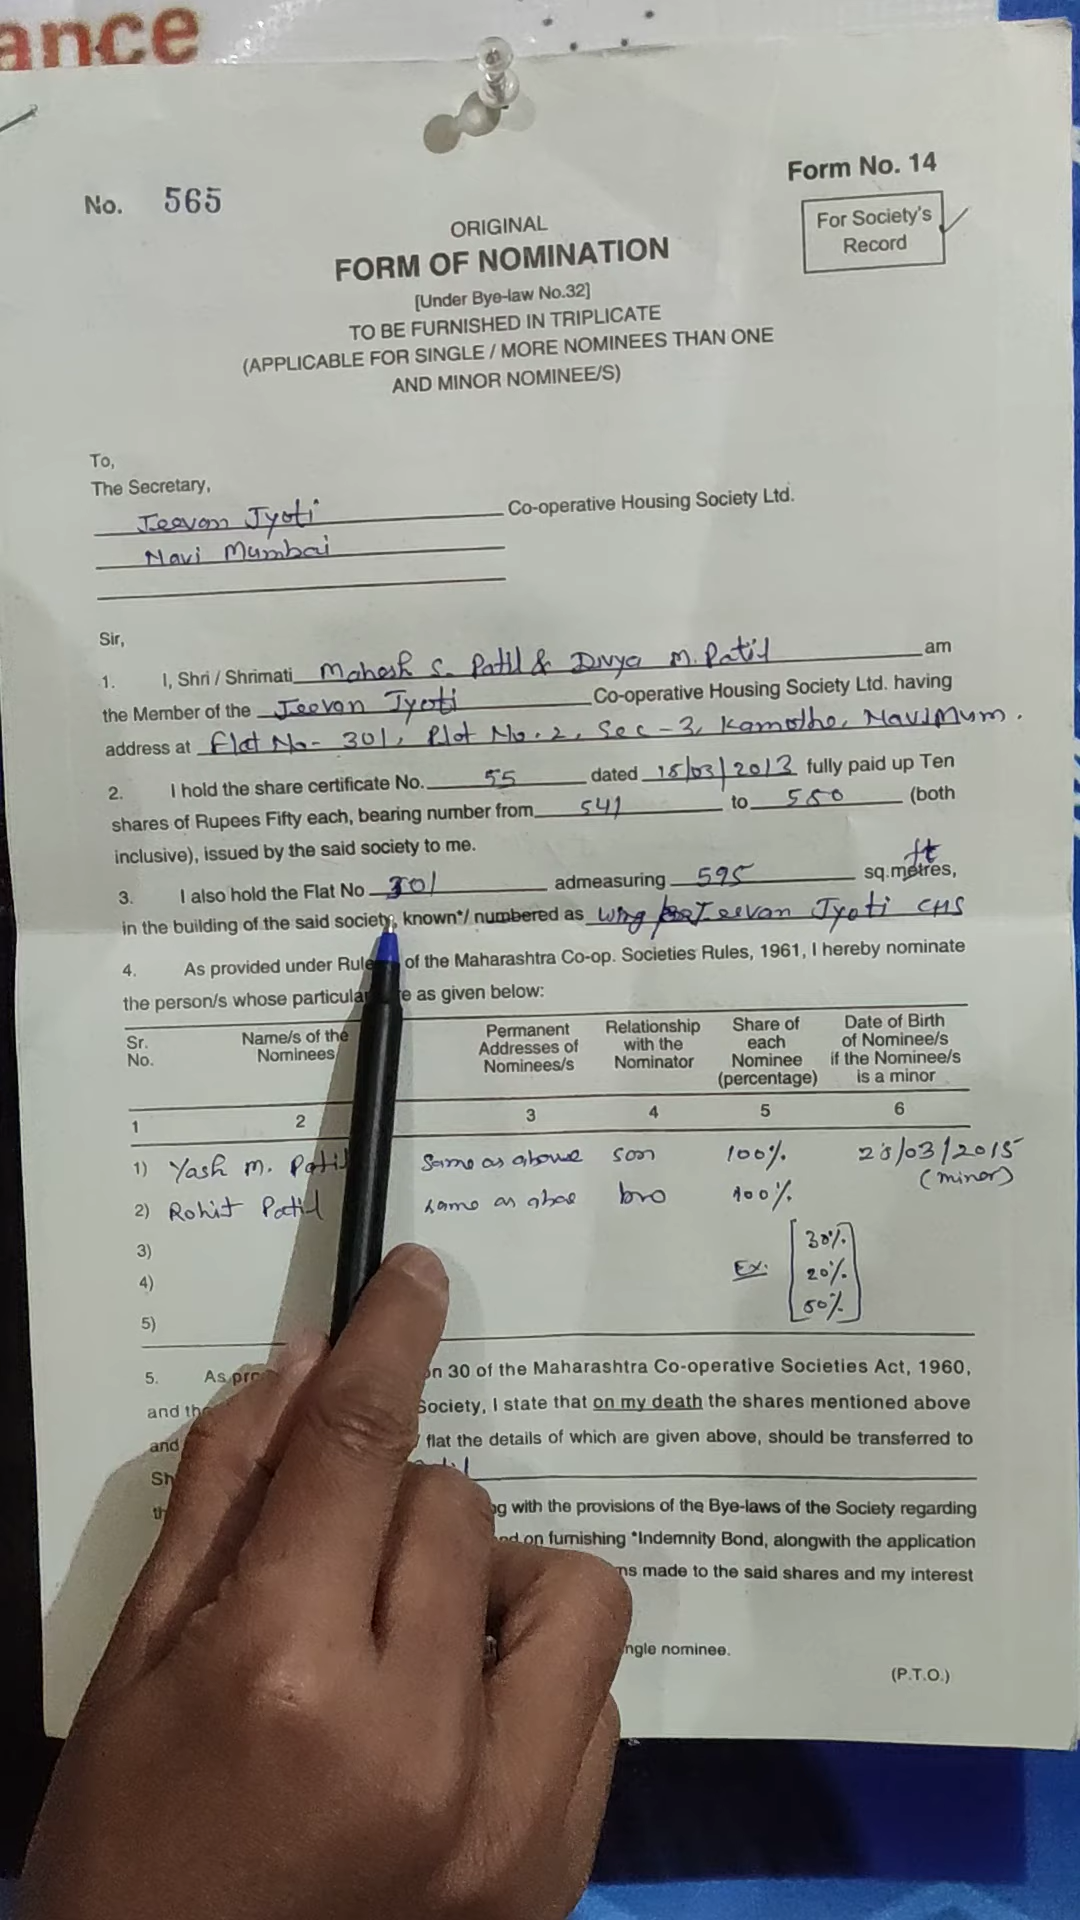 ance
Form No. 14
No. 565
For Society's
Record
ORIGINAL
FORM OF NOMINATION
[Under Bye-law No.32]
TO BE FURNISHED IN TRIPLICATE
(APPLICABLE FOR SINGLE / MORE NOMINEES THAN ONE
AND MINOR NOMINEE/S)
To,
The Secretary,
Jeevan Jyoti Co-operative Housing Society Ltd.
Navi Mumbai
Sir,
1. I, Shri / Shrimati Mahesh S. Patil & Divya M. Patil am
the Member of the Jeevan Jyoti Co-operative Housing Society Ltd. having
address at Flat No- 301, Plot No. 2, Sec - 3, Kamothe, Navi Mum.
2. I hold the share certificate No. 55 dated 15/03/2013 fully paid up Ten
shares of Rupees Fifty each, bearing number from 541 to 550 (both
inclusive), issued by the said society to me.
ft
3. I also hold the Flat No 301 admeasuring 595 sq.metres,
in the building of the said society, known*/ numbered as Wing Jeevan Jyoti CHS
4. As provided under Rule of the Maharashtra Co-op. Societies Rules, 1961, I hereby nominate
the person/s whose particular as given below:
Sr. No. Name/s of the Nominees Permanent Addresses of Nominees/s Relationship with the Nominator Share of each Nominee (percentage) Date of Birth of Nominee/s if the Nominee/s is a minor
1 2 3 4 5 6
1) Yash M. Patil Same as above son 100% 28/03/2015
(minor)
2) Rohit Patil same as abae bro 100%
3) 30%
4) Ex. 20%
5) 50%
5. As pro on 30 of the Maharashtra Co-operative Societies Act, 1960,
and the Society, I state that on my death the shares mentioned above
and flat the details of which are given above, should be transferred to
Sh
th ng with the provisions of the Bye-laws of the Society regarding
on furnishing *Indemnity Bond, alongwith the application
ns made to the said shares and my interest
ngle nominee.
(P.T.O.)